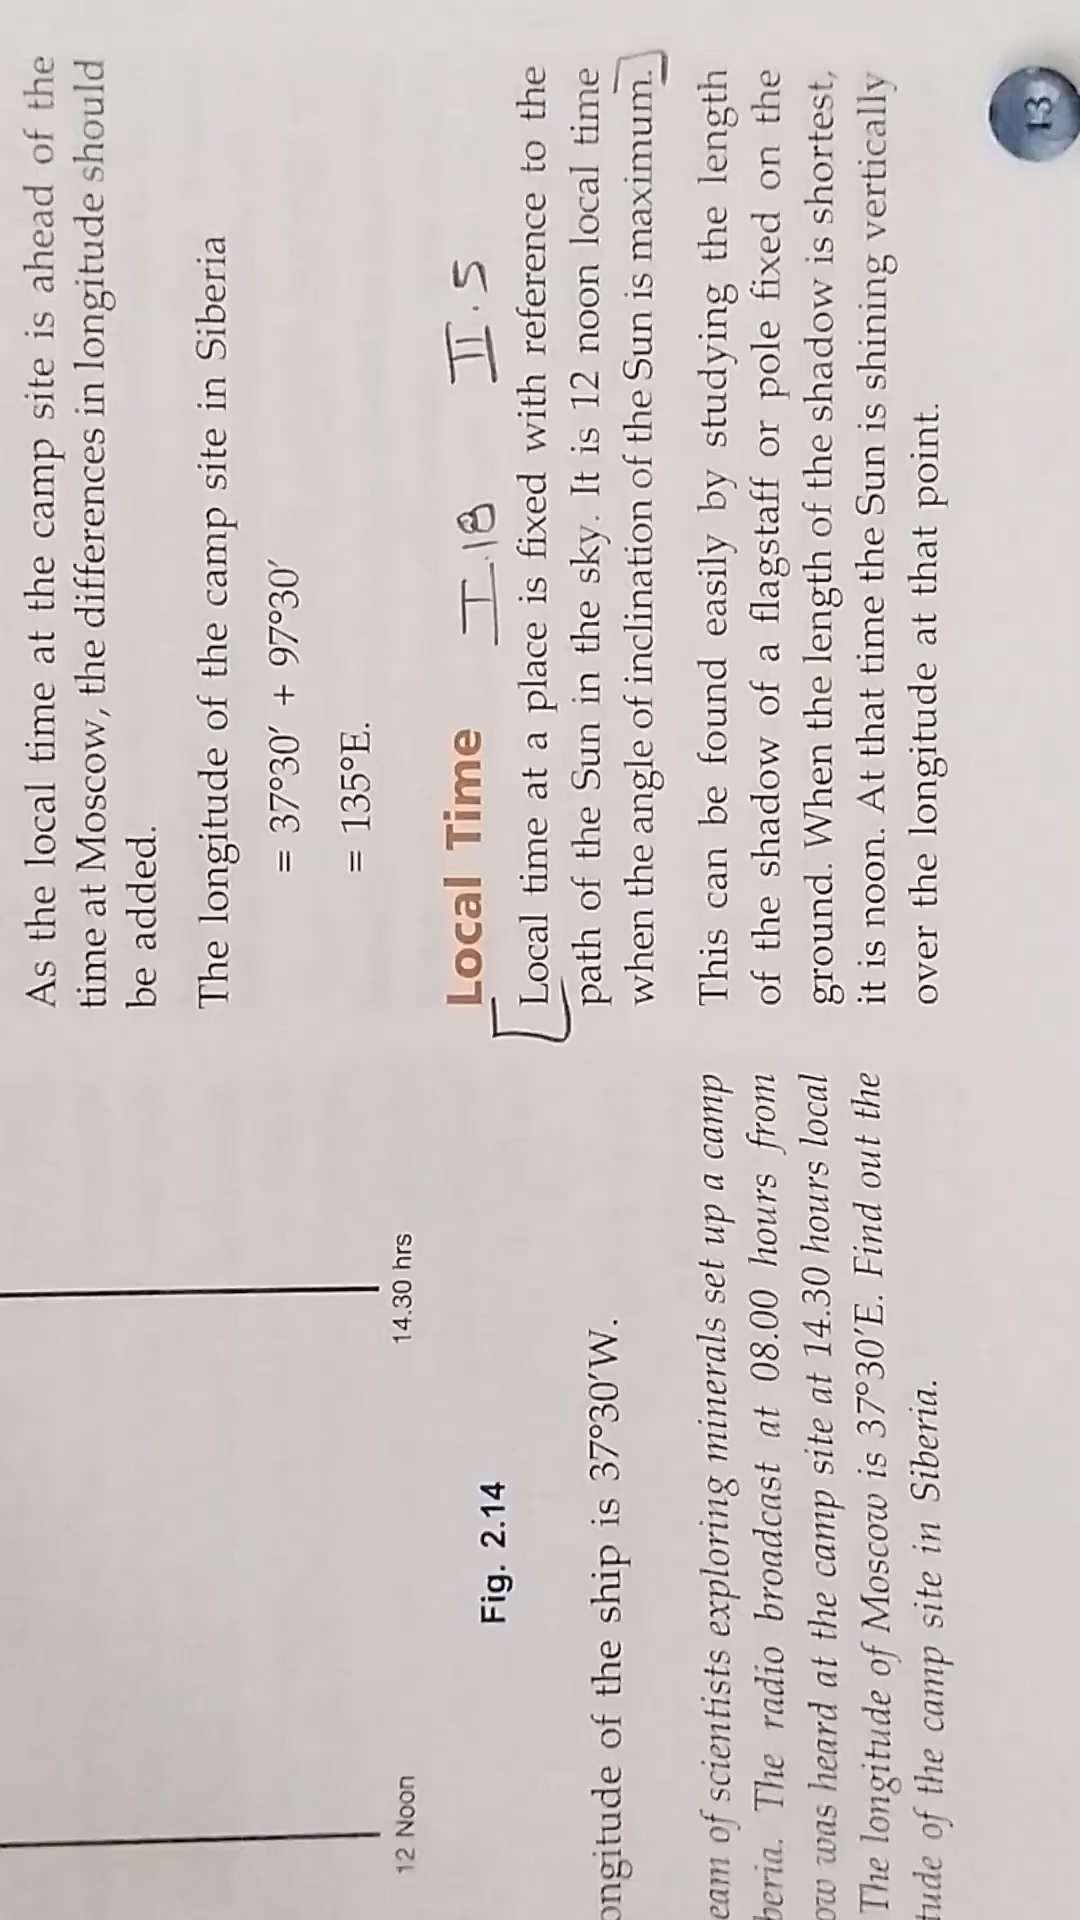 12 Noon
14.30 hrs
Fig. 2.14
ongitude of the ship is 37°30′W.
eam of scientists exploring minerals set up a camp
beria. The radio broadcast at 08.00 hours from
ow was heard at the camp site at 14.30 hours local
The longitude of Moscow is 37°30′E. Find out the
tude of the camp site in Siberia.
As the local time at the camp site is ahead of the
time at Moscow, the differences in longitude should
be added.
The longitude of the camp site in Siberia
= 37°30′ + 97°30′
= 135°E.
Local Time I.18 II.5
Local time at a place is fixed with reference to the
path of the Sun in the sky. It is 12 noon local time
when the angle of inclination of the Sun is maximum.
This can be found easily by studying the length
of the shadow of a flagstaff or pole fixed on the
ground. When the length of the shadow is shortest,
it is noon. At that time the Sun is shining vertically
over the longitude at that point.
13